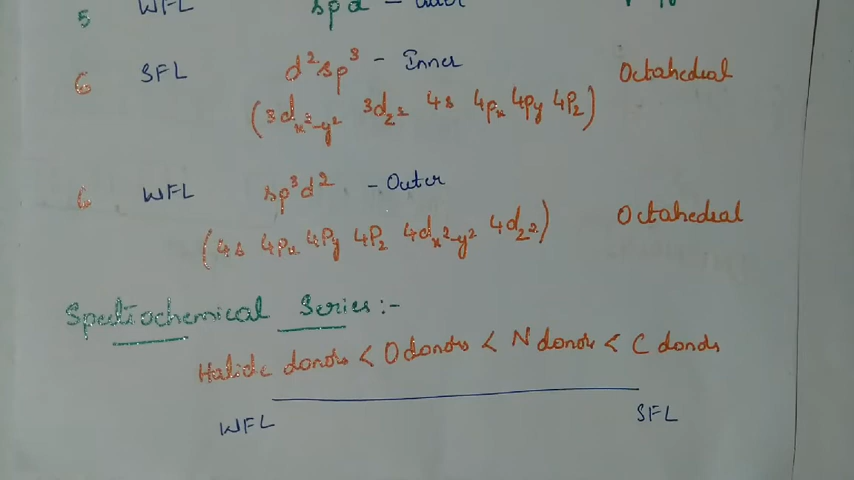 5 WFL
6 SFL d²sp³ - Inner Octahedral
(3dx²-y² 3dz² 4s 4px 4py 4Pz)
6 WFL sp³d² - Outer Octahedral
(4s 4px 4Py 4Pz 4dx²-y² 4dz²)
Spectrochemical Series:-
Halide donors < O donors < N donors < C donors
WFL SFL